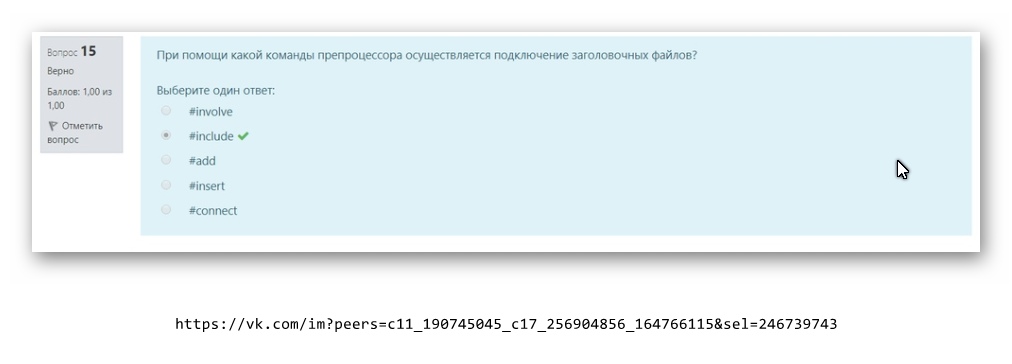 Вопрос 15
Верно
Баллов: 1,00 из
1,00
Отметить
вопрос
При помощи какой команды препроцессора осуществляется подключение заголовочных файлов?
Выберите один ответ:
#involve
#include
#add
#insert
#connect
https://vk.com/im?peers=c11_190745045_c17_256904856_164766115&sel=246739743